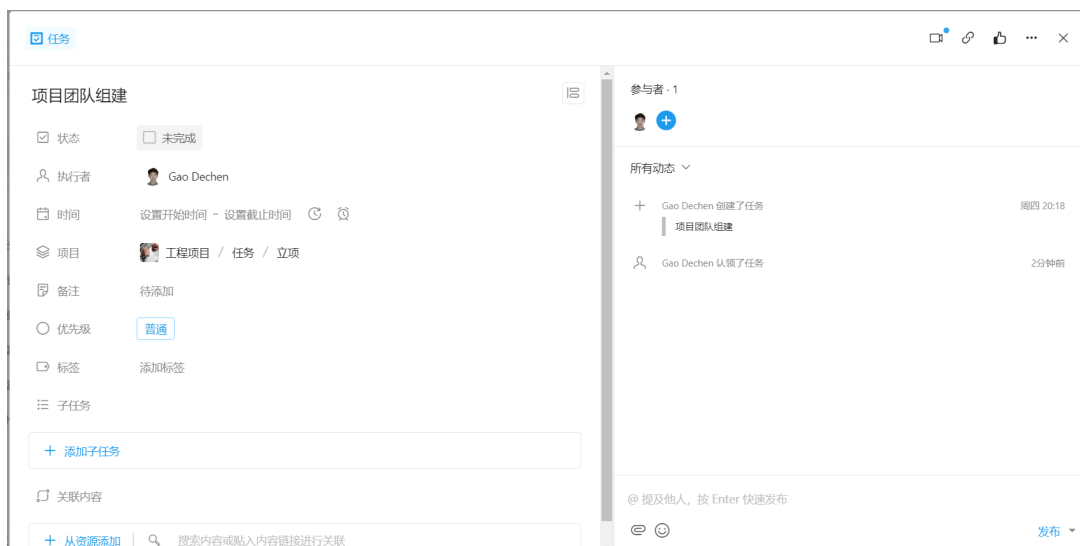 任务
项目团队组建
状态 未完成
执行者 Gao Dechen
时间 设置开始时间 - 设置截止时间
项目 工程项目 / 任务 / 立项
备注 待添加
优先级 普通
标签 添加标签
子任务
+ 添加子任务
关联内容
+ 从资源添加 搜索内容或贴入内容链接进行关联
参与者 · 1
所有动态
Gao Dechen 创建了任务 周四 20:18
项目团队组建
Gao Dechen 认领了任务 2分钟前
@ 提及他人，按 Enter 快速发布
发布